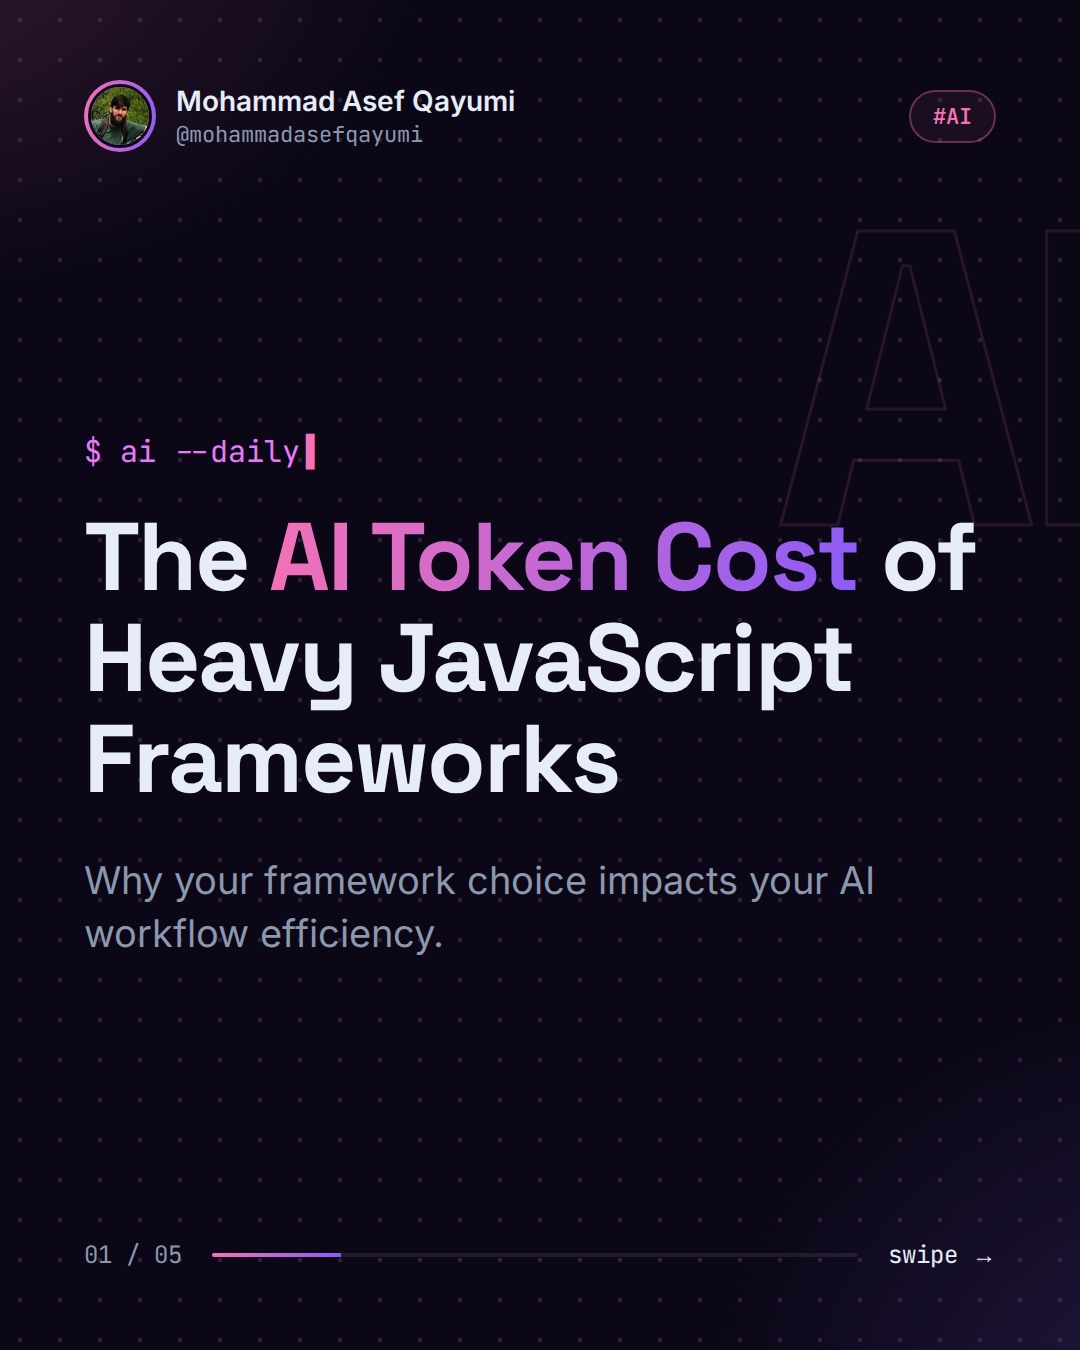 Mohammad Asef Qayumi
@mohammadasefqayumi
#AI
AI
$ ai --daily
The AI Token Cost of
Heavy JavaScript
Frameworks
Why your framework choice impacts your AI
workflow efficiency.
01 / 05
swipe →